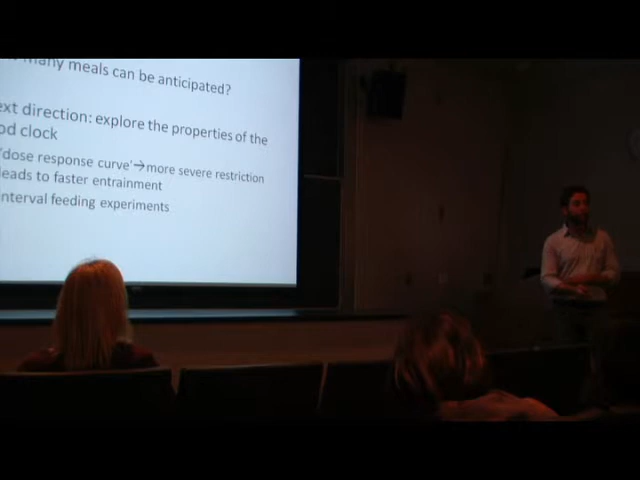 many meals can be anticipated?
ext direction: explore the properties of the
od clock
'dose response curve'→more severe restriction
leads to faster entrainment
interval feeding experiments